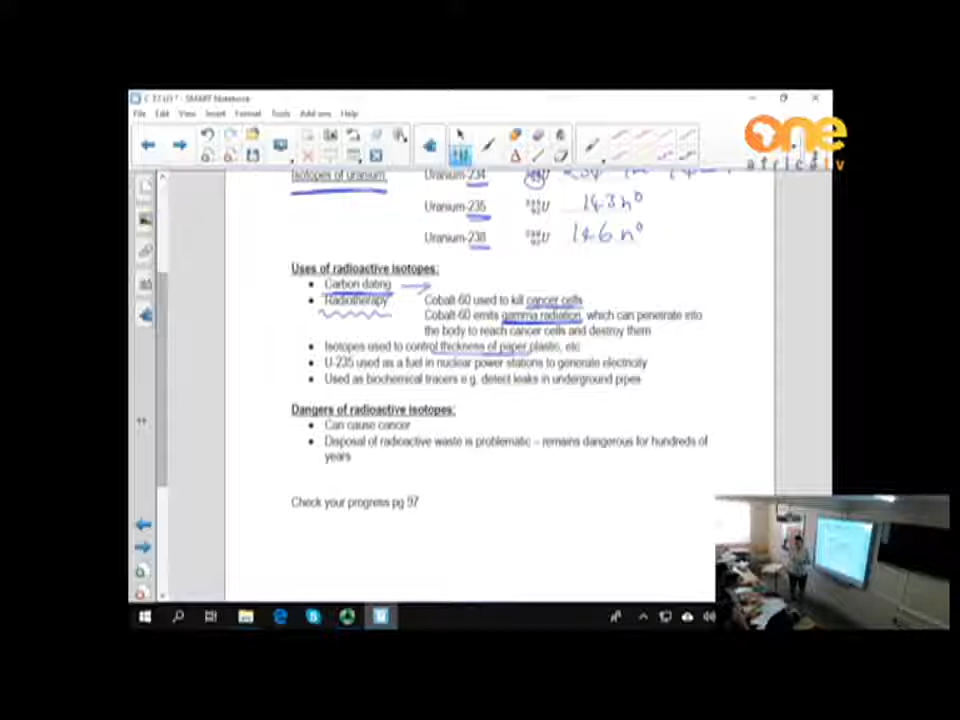 one
africa tv
SMART Notebook
File Edit View Insert Format Tools Add-ons Help
Isotopes of uranium Uranium-234
Uranium-235 U 143 n⁰
Uranium-238 U 146 n⁰
Uses of radioactive isotopes:
• Carbon dating →
• Radiotherapy Cobalt-60 used to kill cancer cells
Cobalt-60 emits gamma radiation, which can penetrate into
the body to reach cancer cells and destroy them
• Isotopes used to control thickness of paper, plastic, etc
• U-235 used as a fuel in nuclear power stations to generate electricity
• Used as biochemical tracers e.g. detect leaks in underground pipes
Dangers of radioactive isotopes:
• Can cause cancer
• Disposal of radioactive waste is problematic – remains dangerous for hundreds of
years
Check your progress pg 97